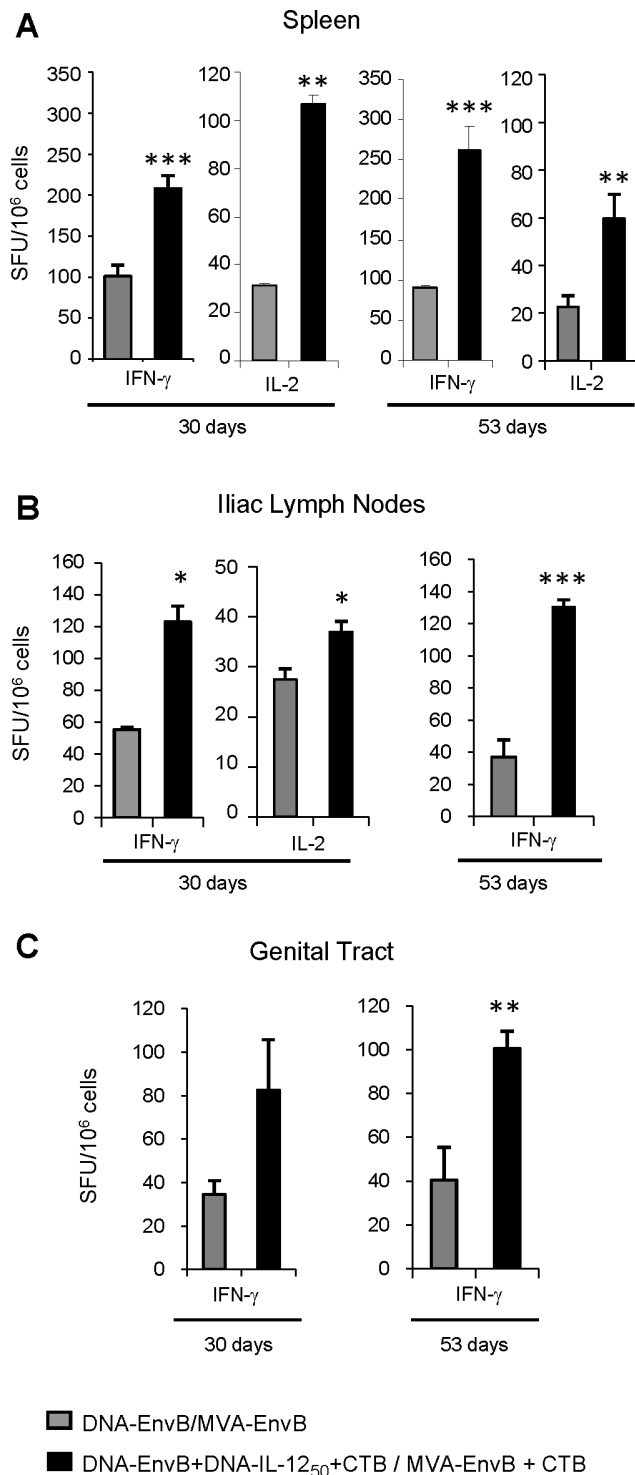 A
Spleen
SFU/10⁶ cells
350
300
250
200
150
100
50
0
***
IFN-γ
120
100
80
60
40
20
0
**
IL-2
30 days
350
300
250
200
150
100
50
0
***
IFN-γ
120
100
80
60
40
20
0
**
IL-2
53 days
B
Iliac Lymph Nodes
SFU/10⁶ cells
160
140
120
100
80
60
40
20
0
*
IFN-γ
50
40
30
20
10
0
*
IL-2
30 days
160
140
120
100
80
60
40
20
0
***
IFN-γ
53 days
C
Genital Tract
SFU/10⁶ cells
120
100
80
60
40
20
0
IFN-γ
30 days
120
100
80
60
40
20
0
**
IFN-γ
53 days
DNA-EnvB/MVA-EnvB
DNA-EnvB+DNA-IL-12₅₀+CTB / MVA-EnvB + CTB